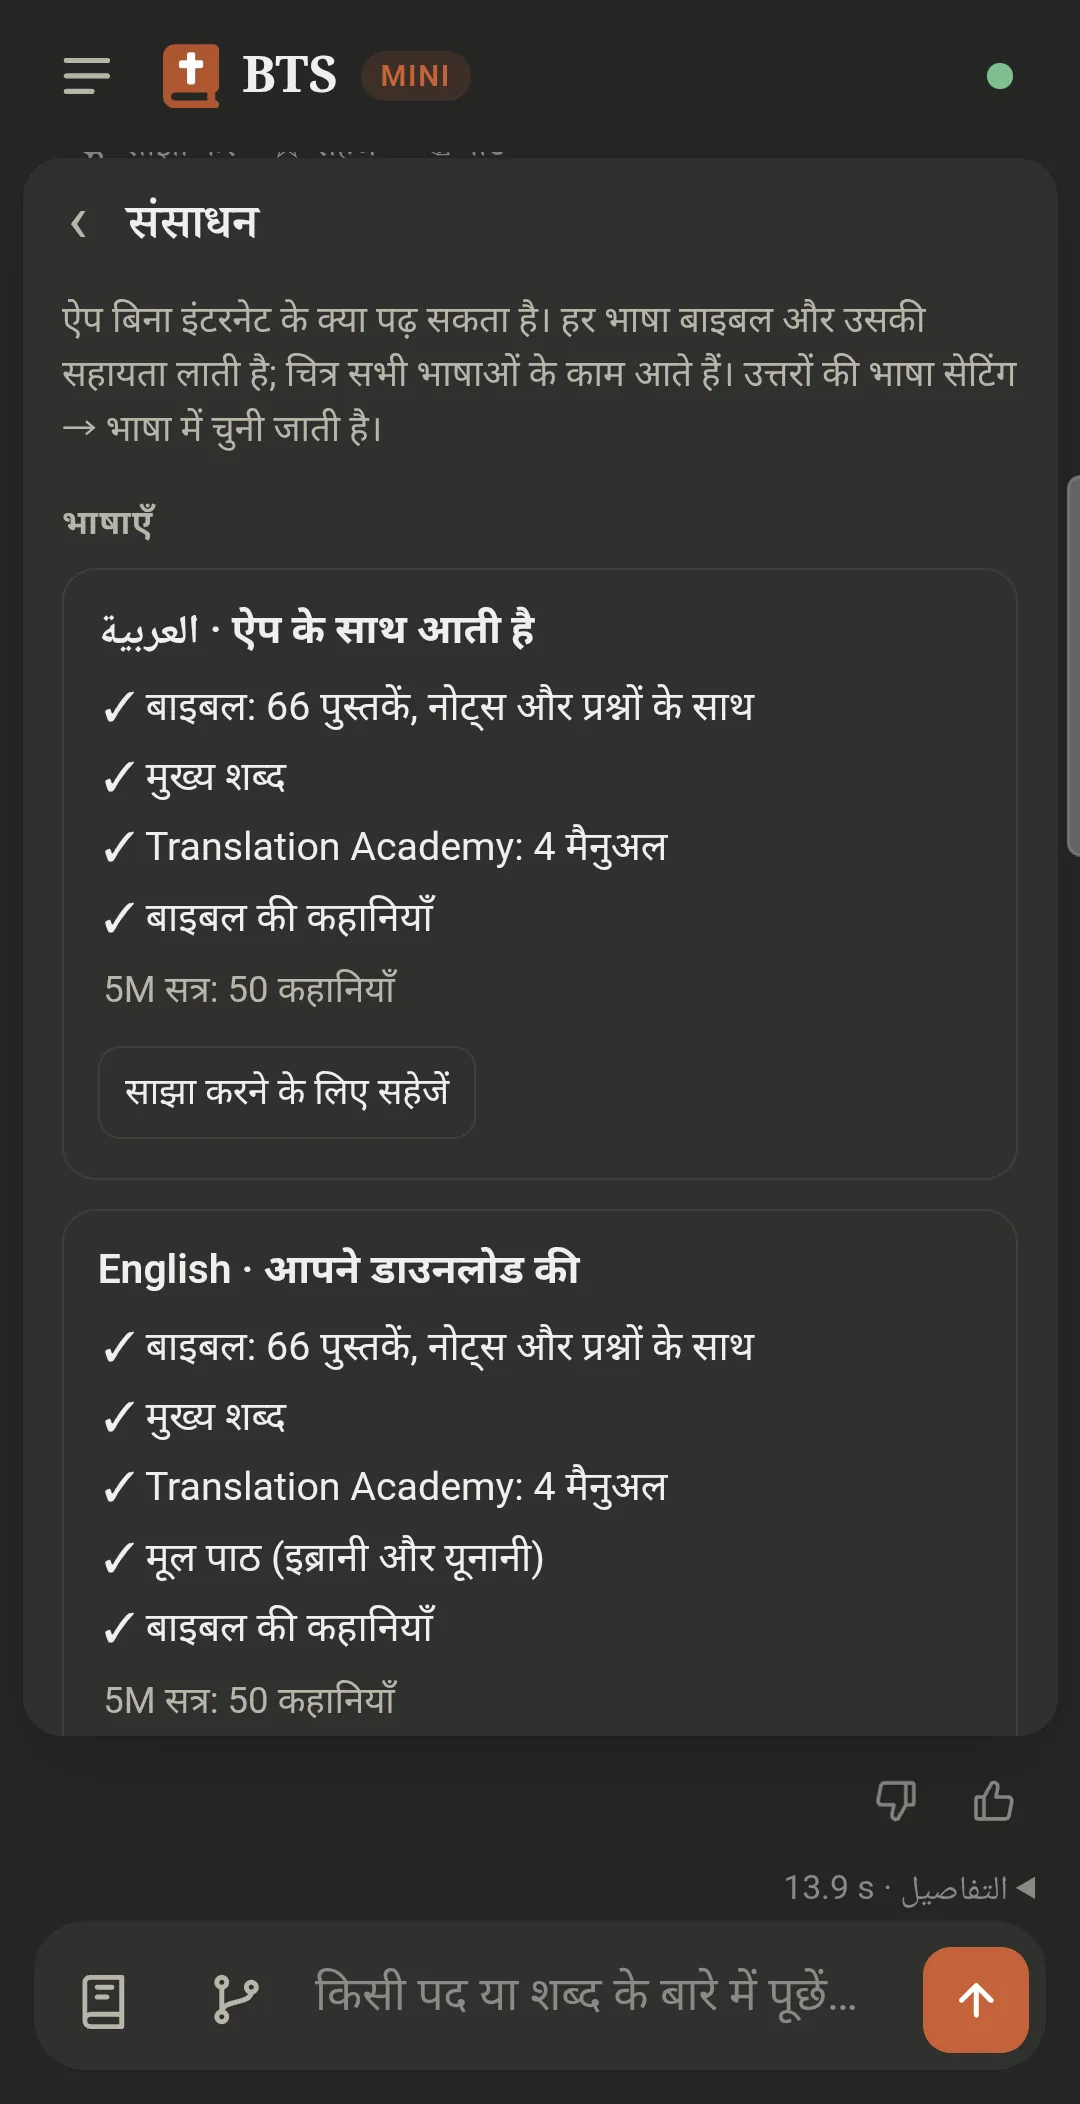 BTS MINI
‹ संसाधन
ऐप बिना इंटरनेट के क्या पढ़ सकता है। हर भाषा बाइबल और उसकी
सहायता लाती है; चित्र सभी भाषाओं के काम आते हैं। उत्तरों की भाषा सेटिंग
→ भाषा में चुनी जाती है।
भाषाएँ
العربية · ऐप के साथ आती है
✓ बाइबल: 66 पुस्तकें, नोट्स और प्रश्नों के साथ
✓ मुख्य शब्द
✓ Translation Academy: 4 मैनुअल
✓ बाइबल की कहानियाँ
5M सत्र: 50 कहानियाँ
साझा करने के लिए सहेजें
English · आपने डाउनलोड की
✓ बाइबल: 66 पुस्तकें, नोट्स और प्रश्नों के साथ
✓ मुख्य शब्द
✓ Translation Academy: 4 मैनुअल
✓ मूल पाठ (इब्रानी और यूनानी)
✓ बाइबल की कहानियाँ
5M सत्र: 50 कहानियाँ
التفاصيل · 13.9 s
किसी पद या शब्द के बारे में पूछें…